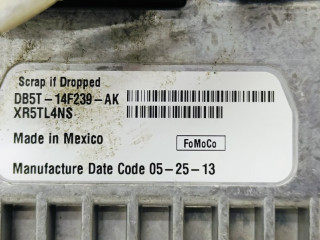 Scrap if Dropped
DB5T-14F239-AK
XR5TL4NS
Made in Mexico
FoMoCo
Manufacture Date Code 05-25-13